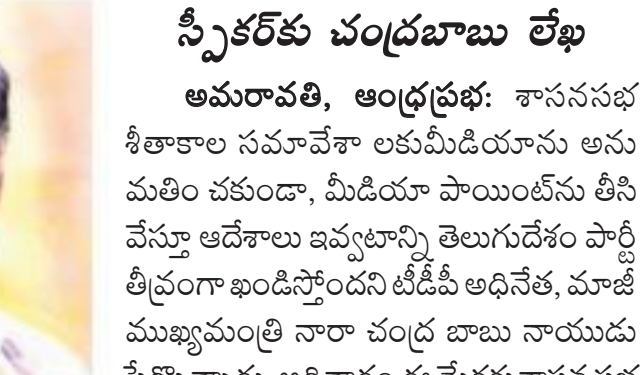 స్పీకర్‌కు చంద్రబాబు లేఖ
అమరావతి, ఆంధ్రప్రభ: శాసనసభ
శీతాకాల సమావేశా లకుమీడియాను అను
మతిం చకుండా, మీడియా పాయింట్‌ను తీసి
వేస్తూ ఆదేశాలు ఇవ్వటాన్ని తెలుగుదేశం పార్టీ
తీవ్రంగా ఖండిస్తోందని టీడీపీ అధినేత, మాజీ
ముఖ్యమంత్రి నారా చంద్ర బాబు నాయుడు